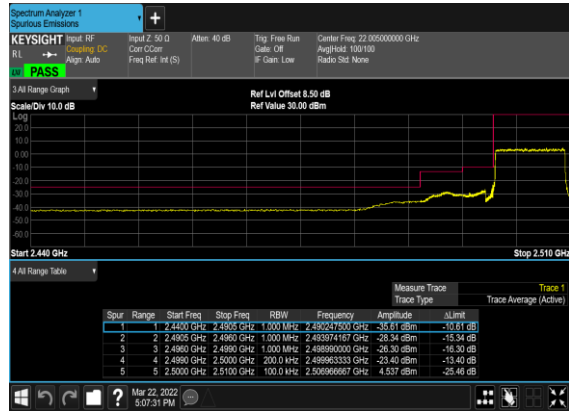 Spectrum Analyzer 1
Spurious Emissions
+
KEYSIGHT Input: RF Input Z: 50 Ω Atten: 40 dB Trig: Free Run Center Freq: 22.005000000 GHz
RL Coupling: DC Corr CCorr Gate: Off Avg|Hold: 100/100
Align: Auto Freq Ref: Int (S) IF Gain: Low Radio Std: None
PASS
3 All Range Graph
Ref Lvl Offset 8.50 dB
Scale/Div 10.0 dB Ref Value 30.00 dBm
Log
20.0
10.0
0.00
-10.0
-20.0
-30.0
-40.0
-50.0
-60.0
Start 2.440 GHz Stop 2.510 GHz
4 All Range Table
Measure Trace Trace 1
Trace Type Trace Average (Active)
Spur Range Start Freq Stop Freq RBW Frequency Amplitude ΔLimit
1 1 2.4400 GHz 2.4905 GHz 1.000 MHz 2.490247500 GHz -35.61 dBm -10.61 dB
2 2 2.4905 GHz 2.4960 GHz 1.000 MHz 2.493974167 GHz -28.34 dBm -15.34 dB
3 3 2.4960 GHz 2.4990 GHz 1.000 MHz 2.498990000 GHz -26.30 dBm -16.30 dB
4 4 2.4990 GHz 2.5000 GHz 200.0 kHz 2.499963333 GHz -23.40 dBm -13.40 dB
5 5 2.5000 GHz 2.5100 GHz 100.0 kHz 2.506966667 GHz 4.537 dBm -25.46 dB
? Mar 22, 2022
5:07:31 PM